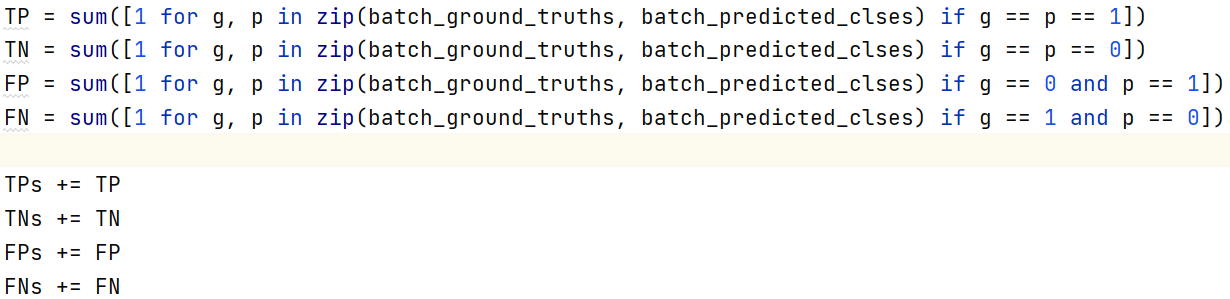 TP = sum([1 for g, p in zip(batch_ground_truths, batch_predicted_clses) if g == p == 1])
TN = sum([1 for g, p in zip(batch_ground_truths, batch_predicted_clses) if g == p == 0])
FP = sum([1 for g, p in zip(batch_ground_truths, batch_predicted_clses) if g == 0 and p == 1])
FN = sum([1 for g, p in zip(batch_ground_truths, batch_predicted_clses) if g == 1 and p == 0])
TPs += TP
TNs += TN
FPs += FP
FNs += FN